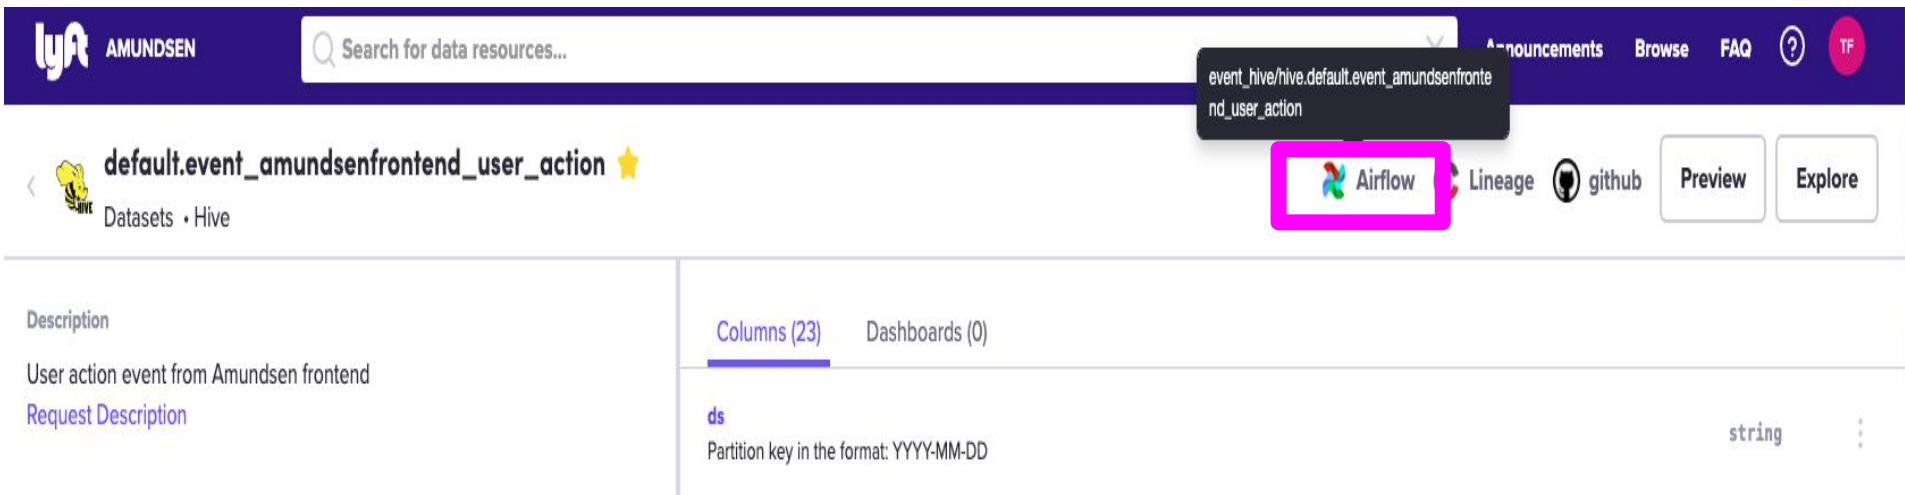 lyft AMUNDSEN Search for data resources... Announcements Browse FAQ ? TF
event_hive/hive.default.event_amundsenfronte
nd_user_action
default.event_amundsenfrontend_user_action
Datasets • Hive
HIVE
Airflow Lineage github Preview Explore
Description
User action event from Amundsen frontend
Request Description
Columns (23) Dashboards (0)
ds
Partition key in the format: YYYY-MM-DD
string